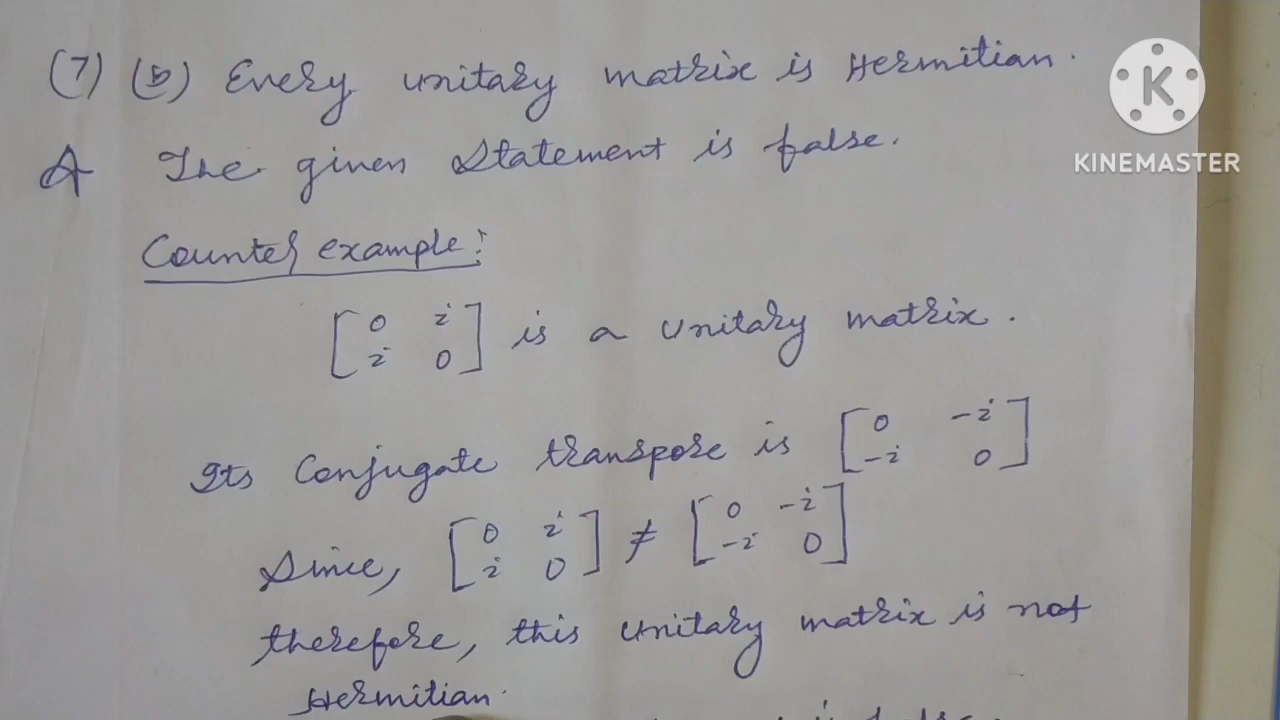 (7) (b) Every unitary matrix is Hermitian.
A The given statement is false.
Counter example:
[0 i
i 0] is a unitary matrix.
Its Conjugate transpose is [0 -i
-i 0]
Since, [0 i
i 0] ≠ [0 -i
-i 0]
therefore, this unitary matrix is not
Hermitian.
K
KINEMASTER